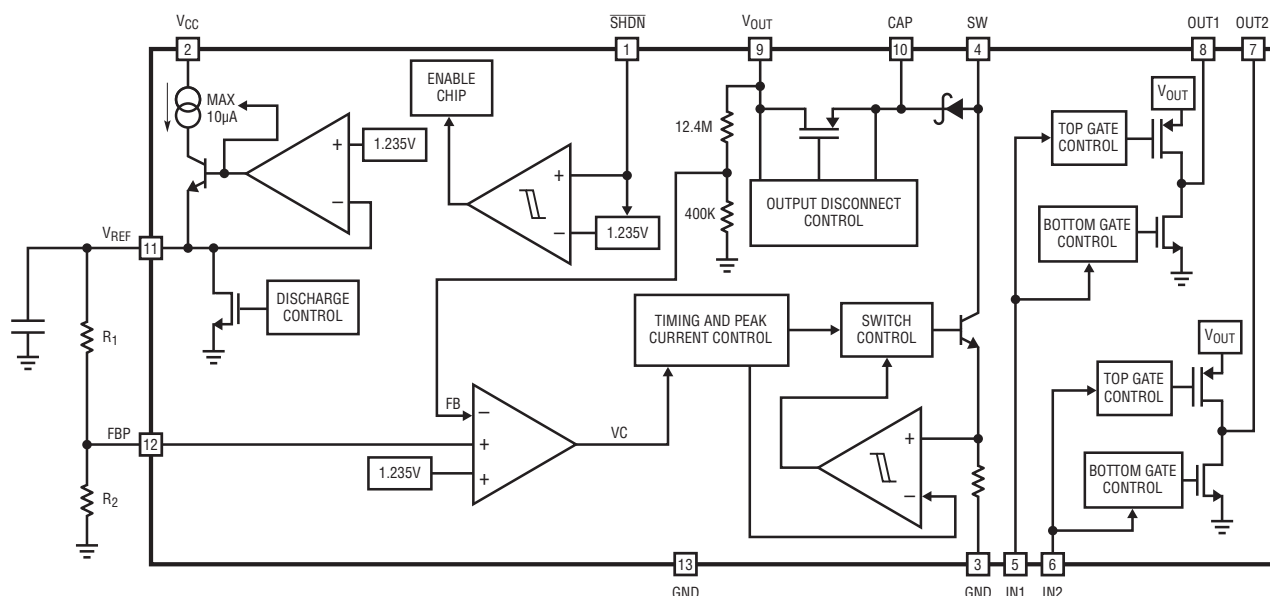 VCC
SHDN
VOUT
CAP
SW
OUT1
OUT2
2
1
9
10
4
8
7
MAX
10µA
ENABLE
CHIP
+
1.235V
−
+
−
1.235V
12.4M
400K
OUTPUT DISCONNECT
CONTROL
VOUT
TOP GATE
CONTROL
BOTTOM GATE
CONTROL
VREF
11
DISCHARGE
CONTROL
R1
TIMING AND PEAK
CURRENT CONTROL
SWITCH
CONTROL
VOUT
TOP GATE
CONTROL
BOTTOM GATE
CONTROL
FBP
12
FB
−
+
+
VC
1.235V
+
−
R2
13
3
5
6
GND
GND
IN1
IN2